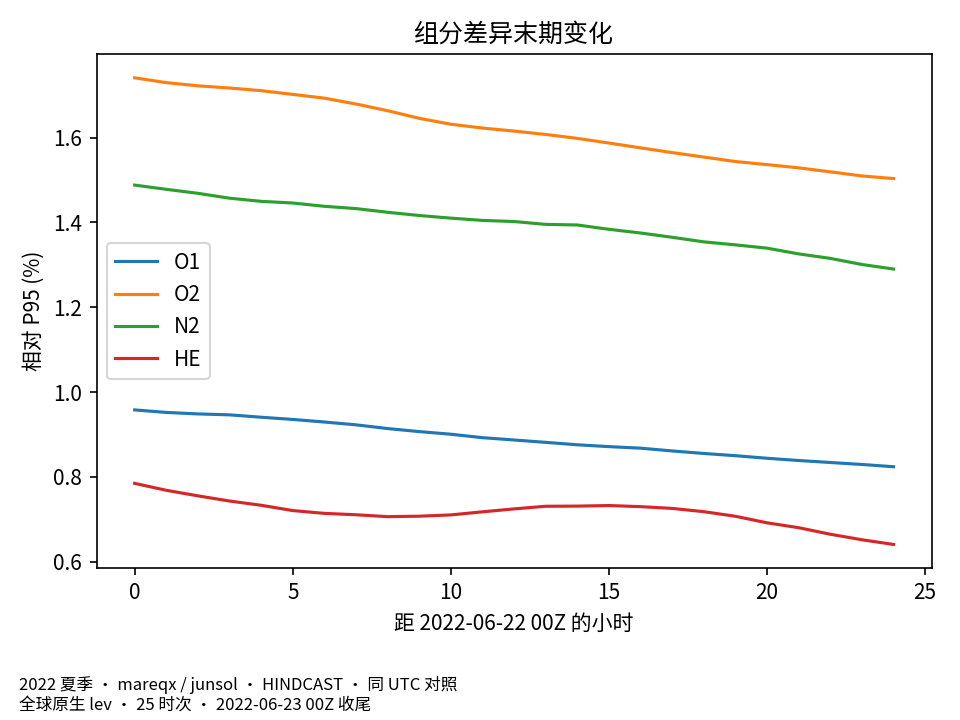 组分差异末期变化
相对 P95 (%)
1.6
1.4
1.2
1.0
0.8
0.6
O1
O2
N2
HE
0 5 10 15 20 25
距 2022-06-22 00Z 的小时
2022 夏季 · mareqx / junsol · HINDCAST · 同 UTC 对照
全球原生 lev · 25 时次 · 2022-06-23 00Z 收尾